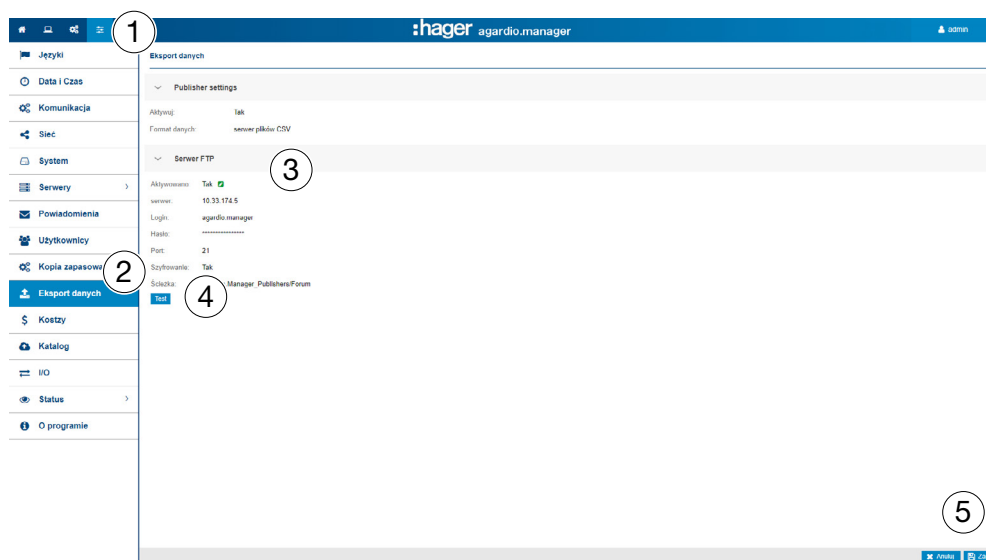 1
:hager agardio.manager
admin
Języki
Data i Czas
Komunikacja
Sieć
System
Serwery
Powiadomienia
Użytkownicy
Kopia zapasowa
2
Eksport danych
Kostzy
Katalog
I/O
Status
O programie
Eksport danych
Publisher settings
Aktywuj: Tak
Format danych: serwer plików CSV
Serwer FTP
3
Aktywowano Tak
serwer: 10.33.174.5
Login: agardio.manager
Hasło: ****************
Port: 21
Szyfrowanie: Tak
Ścieżka: .Manager_Publishers/Forum
Test
4
5
Anuluj